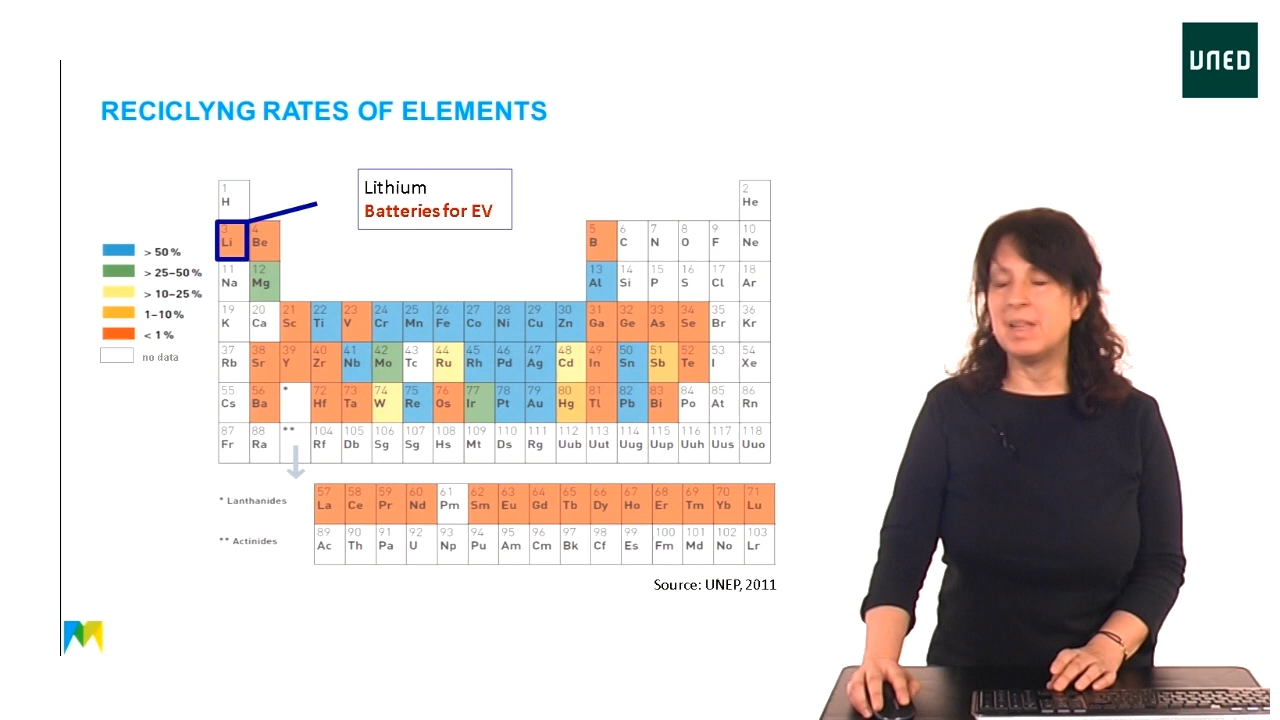 UNED
RECICLYNG RATES OF ELEMENTS
Lithium
Batteries for EV
> 50%
> 25–50%
> 10–25%
1–10%
< 1%
no data
1 2
H He
3 4 5 6 7 8 9 10
Li Be B C N O F Ne
11 12 13 14 15 16 17 18
Na Mg Al Si P S Cl Ar
19 20 21 22 23 24 25 26 27 28 29 30 31 32 33 34 35 36
K Ca Sc Ti V Cr Mn Fe Co Ni Cu Zn Ga Ge As Se Br Kr
37 38 39 40 41 42 43 44 45 46 47 48 49 50 51 52 53 54
Rb Sr Y Zr Nb Mo Tc Ru Rh Pd Ag Cd In Sn Sb Te I Xe
55 56 * 72 73 74 75 76 77 78 79 80 81 82 83 84 85 86
Cs Ba Hf Ta W Re Os Ir Pt Au Hg Tl Pb Bi Po At Rn
87 88 ** 104 105 106 107 108 109 110 111 112 113 114 115 116 117 118
Fr Ra Rf Db Sg Sg Hs Mt Ds Rg Uub Uut Uug Uup Uuh Uus Uuo
* Lanthanides
57 58 59 60 61 62 63 64 65 66 67 68 69 70 71
La Ce Pr Nd Pm Sm Eu Gd Tb Dy Ho Er Tm Yb Lu
** Actinides
89 90 91 92 93 94 95 96 97 98 99 100 101 102 103
Ac Th Pa U Np Pu Am Cm Bk Cf Es Fm Md No Lr
Source: UNEP, 2011